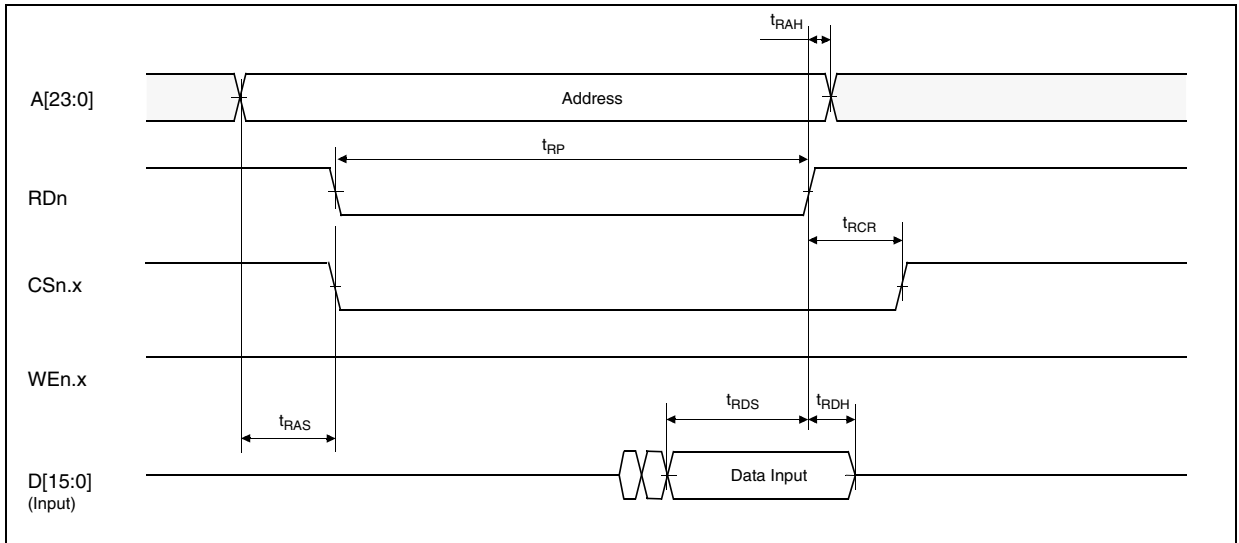 tRAH
A[23:0]
Address
tRP
RDn
tRCR
CSn.x
WEn.x
tRDS
tRDH
tRAS
D[15:0]
(Input)
Data Input